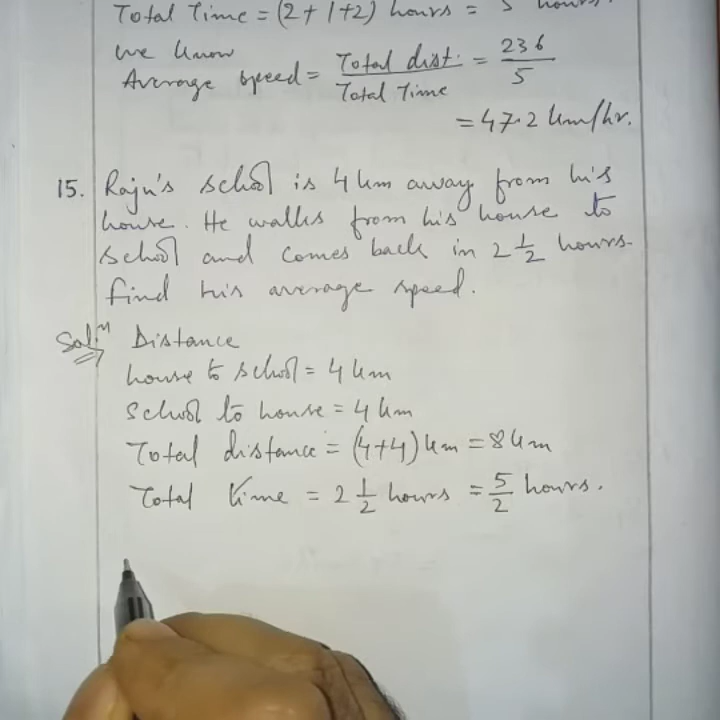 Total Time = (2+1+2) hours = 5 hours.
we know
Average speed = Total dist. / Total Time = 236/5
= 47.2 km/hr.
15. Raju's school is 4 km away from his
house. He walks from his house to
school and comes back in 2 1/2 hours.
find his average speed.
Solⁿ Distance
house to school = 4 km
School to house = 4 km
Total distance = (4+4) km = 8 km
Total time = 2 1/2 hours = 5/2 hours.